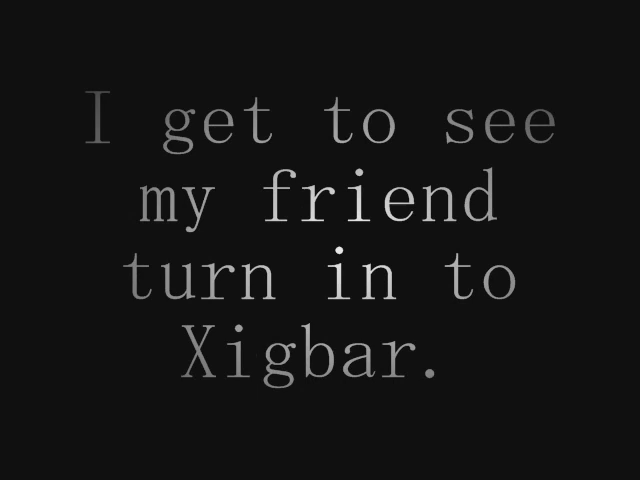 I get to see
my friend
turn in to
Xigbar.